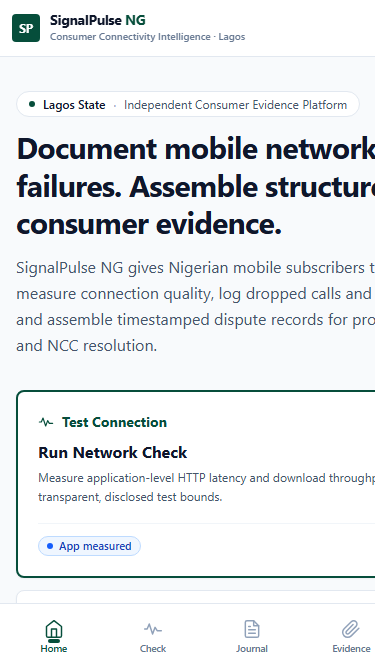 SP
SignalPulse NG
Consumer Connectivity Intelligence · Lagos
Lagos State · Independent Consumer Evidence Platform
Document mobile network
failures. Assemble structur
consumer evidence.
SignalPulse NG gives Nigerian mobile subscribers t
measure connection quality, log dropped calls and
and assemble timestamped dispute records for pro
and NCC resolution.
Test Connection
Run Network Check
Measure application-level HTTP latency and download throughp
transparent, disclosed test bounds.
App measured
Home
Check
Journal
Evidence